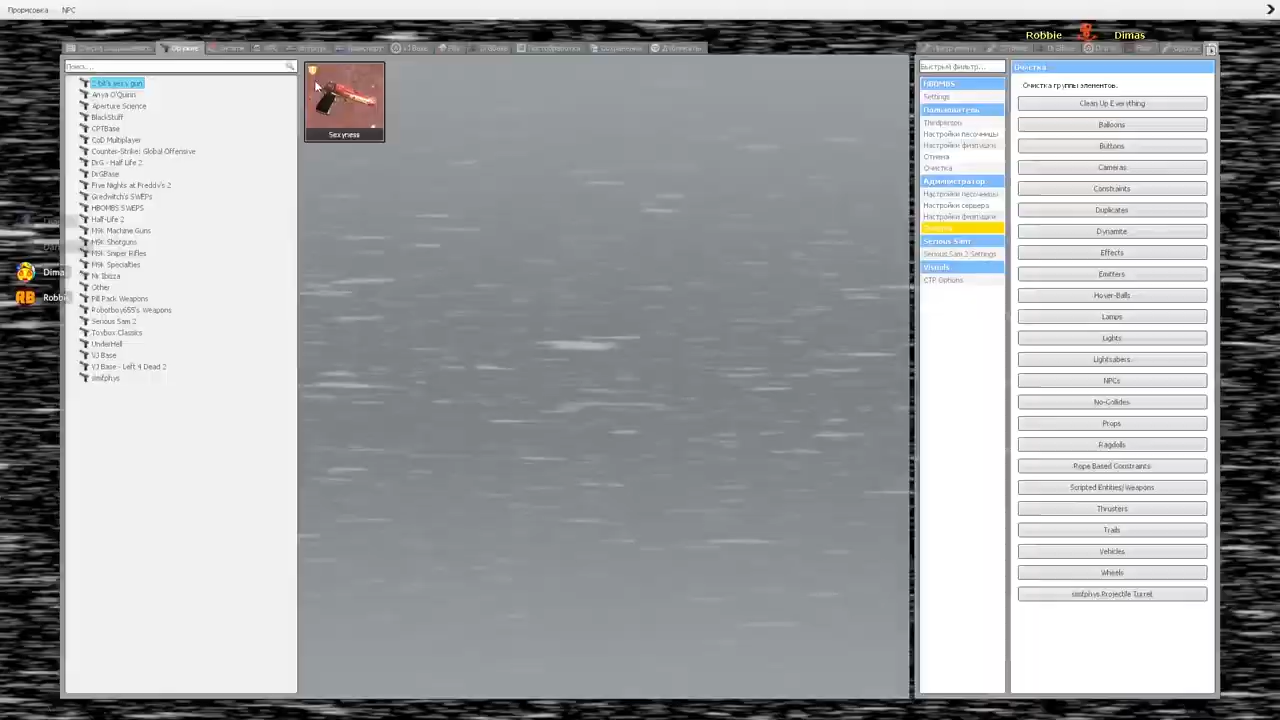 Прорисовка NPC
Robbie Dimas
Оружие
Поиск...
Anya O'Quinn
Aperture Science
BlackStuff
CPTBase
CoD Multiplayer
Counter-Strike: Global Offensive
DrG - Half Life 2
DrGBase
Five Nights at Freddy's 2
Gredwitch's SWEPs
HBOMBS SWEPS
Half-Life 2
M9K Machine Guns
M9K Shotguns
M9K Sniper Rifles
M9K Specialties
Mr Ibizza
Other
Pill Pack Weapons
Robotboy655's Weapons
Serious Sam 2
Toybox Classics
UnderHell
VJ Base
VJ Base - Left 4 Dead 2
simfphys
Dima
Robbi
Sexyness
Быстрый фильтр...
HBOMBS
Settings
Пользователь
Thirdperson
Настройки песочницы
Настройки физпушки
Отмена
Очистка
Администратор
Настройки песочницы
Настройки сервера
Настройки физпушки
Serious Sam
Serious Sam 2 Settings
Visuals
CTP Options
Очистка
Очистка группы элементов.
Clean Up Everything
Balloons
Buttons
Cameras
Constraints
Duplicates
Dynamite
Effects
Emitters
Hover-Balls
Lamps
Lights
Lightsabers
NPCs
No-Collides
Props
Ragdolls
Rope Based Constraints
Scripted Entities/Weapons
Thrusters
Trails
Vehicles
Wheels
simfphys Projectile Turret